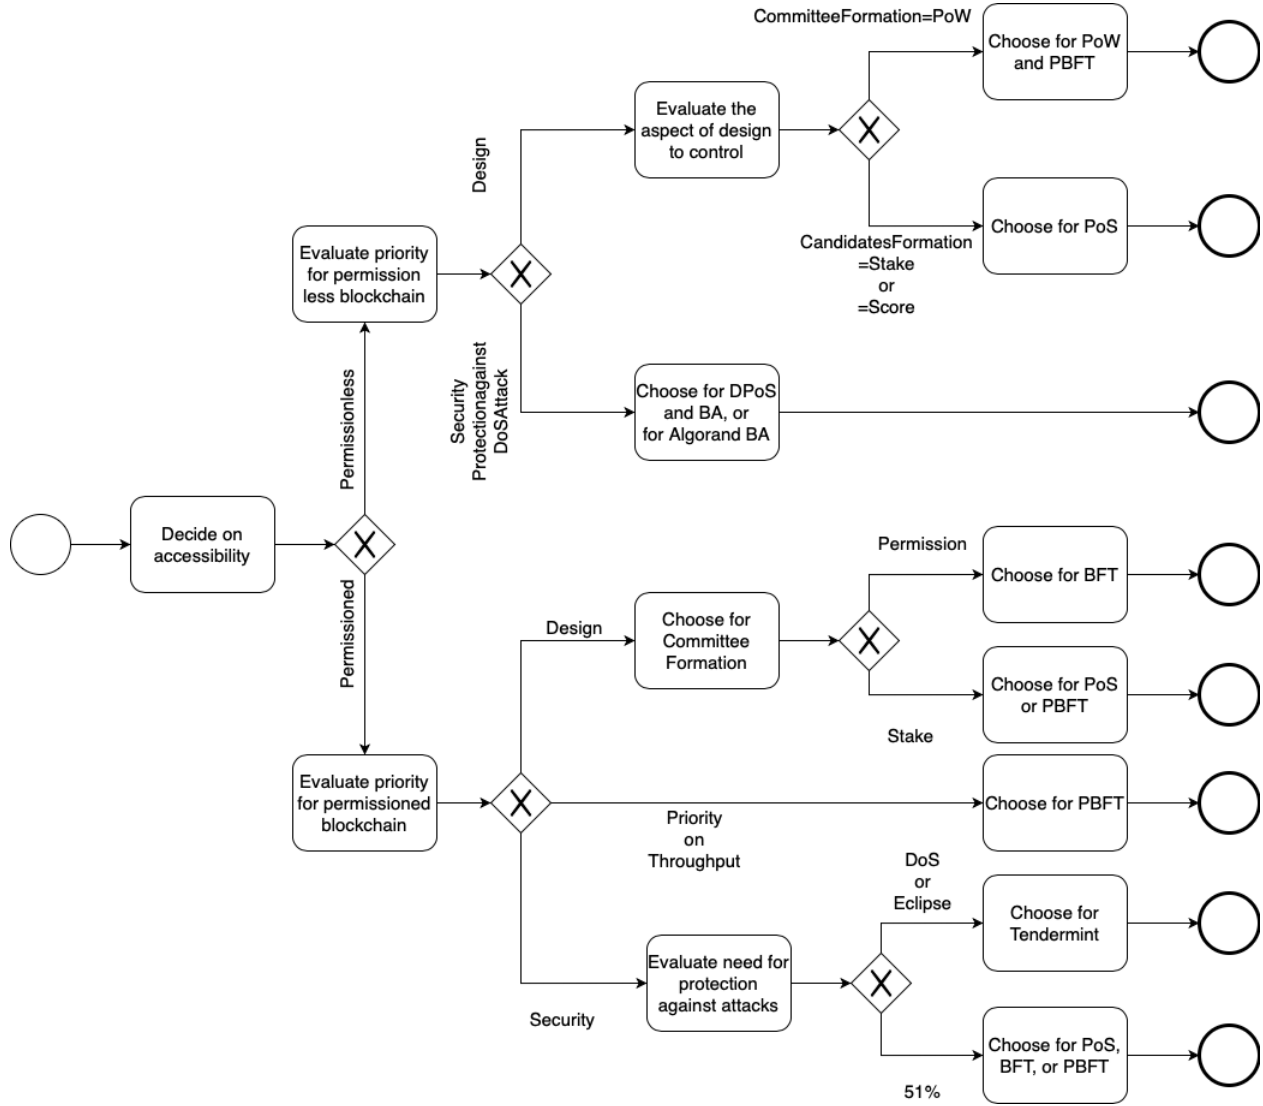 CommitteeFormation=PoW
Choose for PoW
and PBFT
Evaluate the
aspect of design
to control
Design
Choose for PoS
CandidatesFormation
=Stake
or
=Score
Evaluate priority
for permission
less blockchain
Security
Protectionagainst
DoSAttack
Choose for DPoS
and BA, or
for Algorand BA
Permissionless
Decide on
accessibility
Permissioned
Permission
Choose for BFT
Design
Choose for
Committee
Formation
Choose for PoS
or PBFT
Stake
Evaluate priority
for permissioned
blockchain
Choose for PBFT
Priority
on
Throughput
DoS
or
Eclipse
Choose for
Tendermint
Evaluate need for
protection
against attacks
Security
Choose for PoS,
BFT, or PBFT
51%